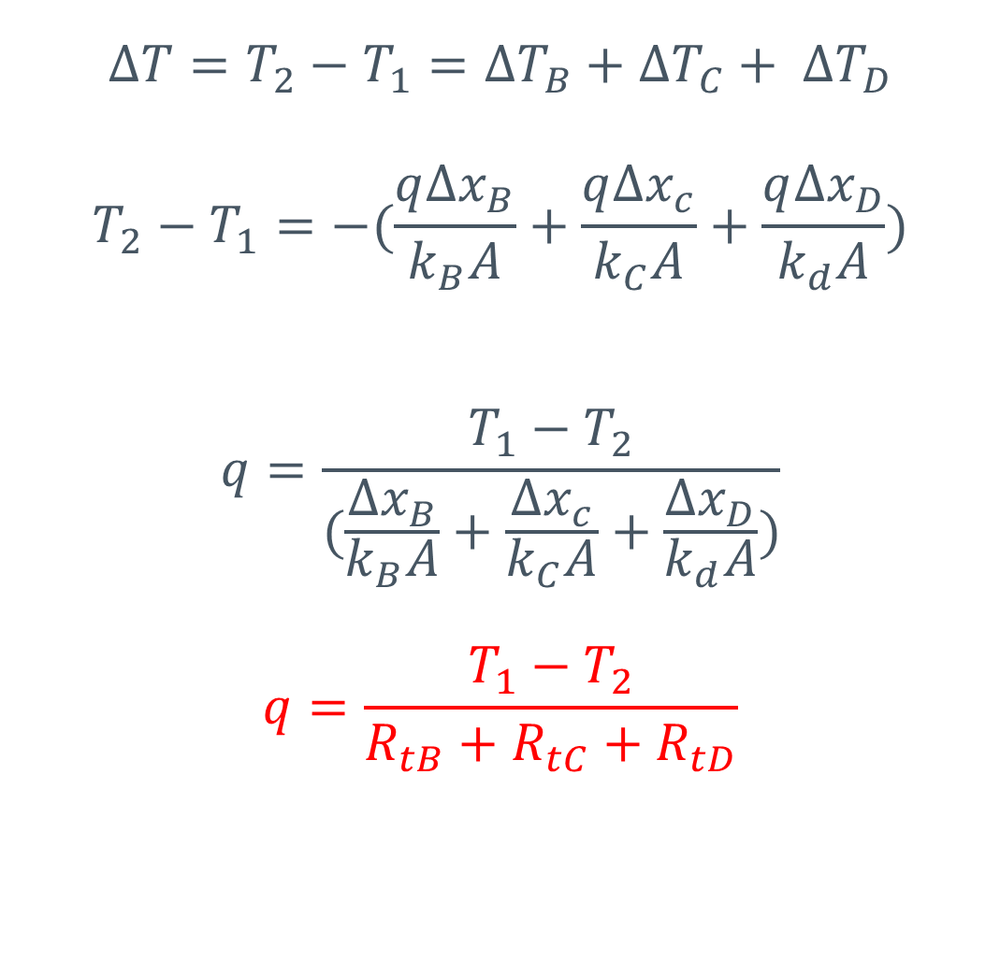 ΔT = T₂ − T₁ = ΔT_B + ΔT_C + ΔT_D
T₂ − T₁ = −(qΔx_B/k_B A + qΔx_c/k_C A + qΔx_D/k_d A)
q = (T₁ − T₂)/(Δx_B/k_B A + Δx_c/k_C A + Δx_D/k_d A)
q = (T₁ − T₂)/(R_tB + R_tC + R_tD)